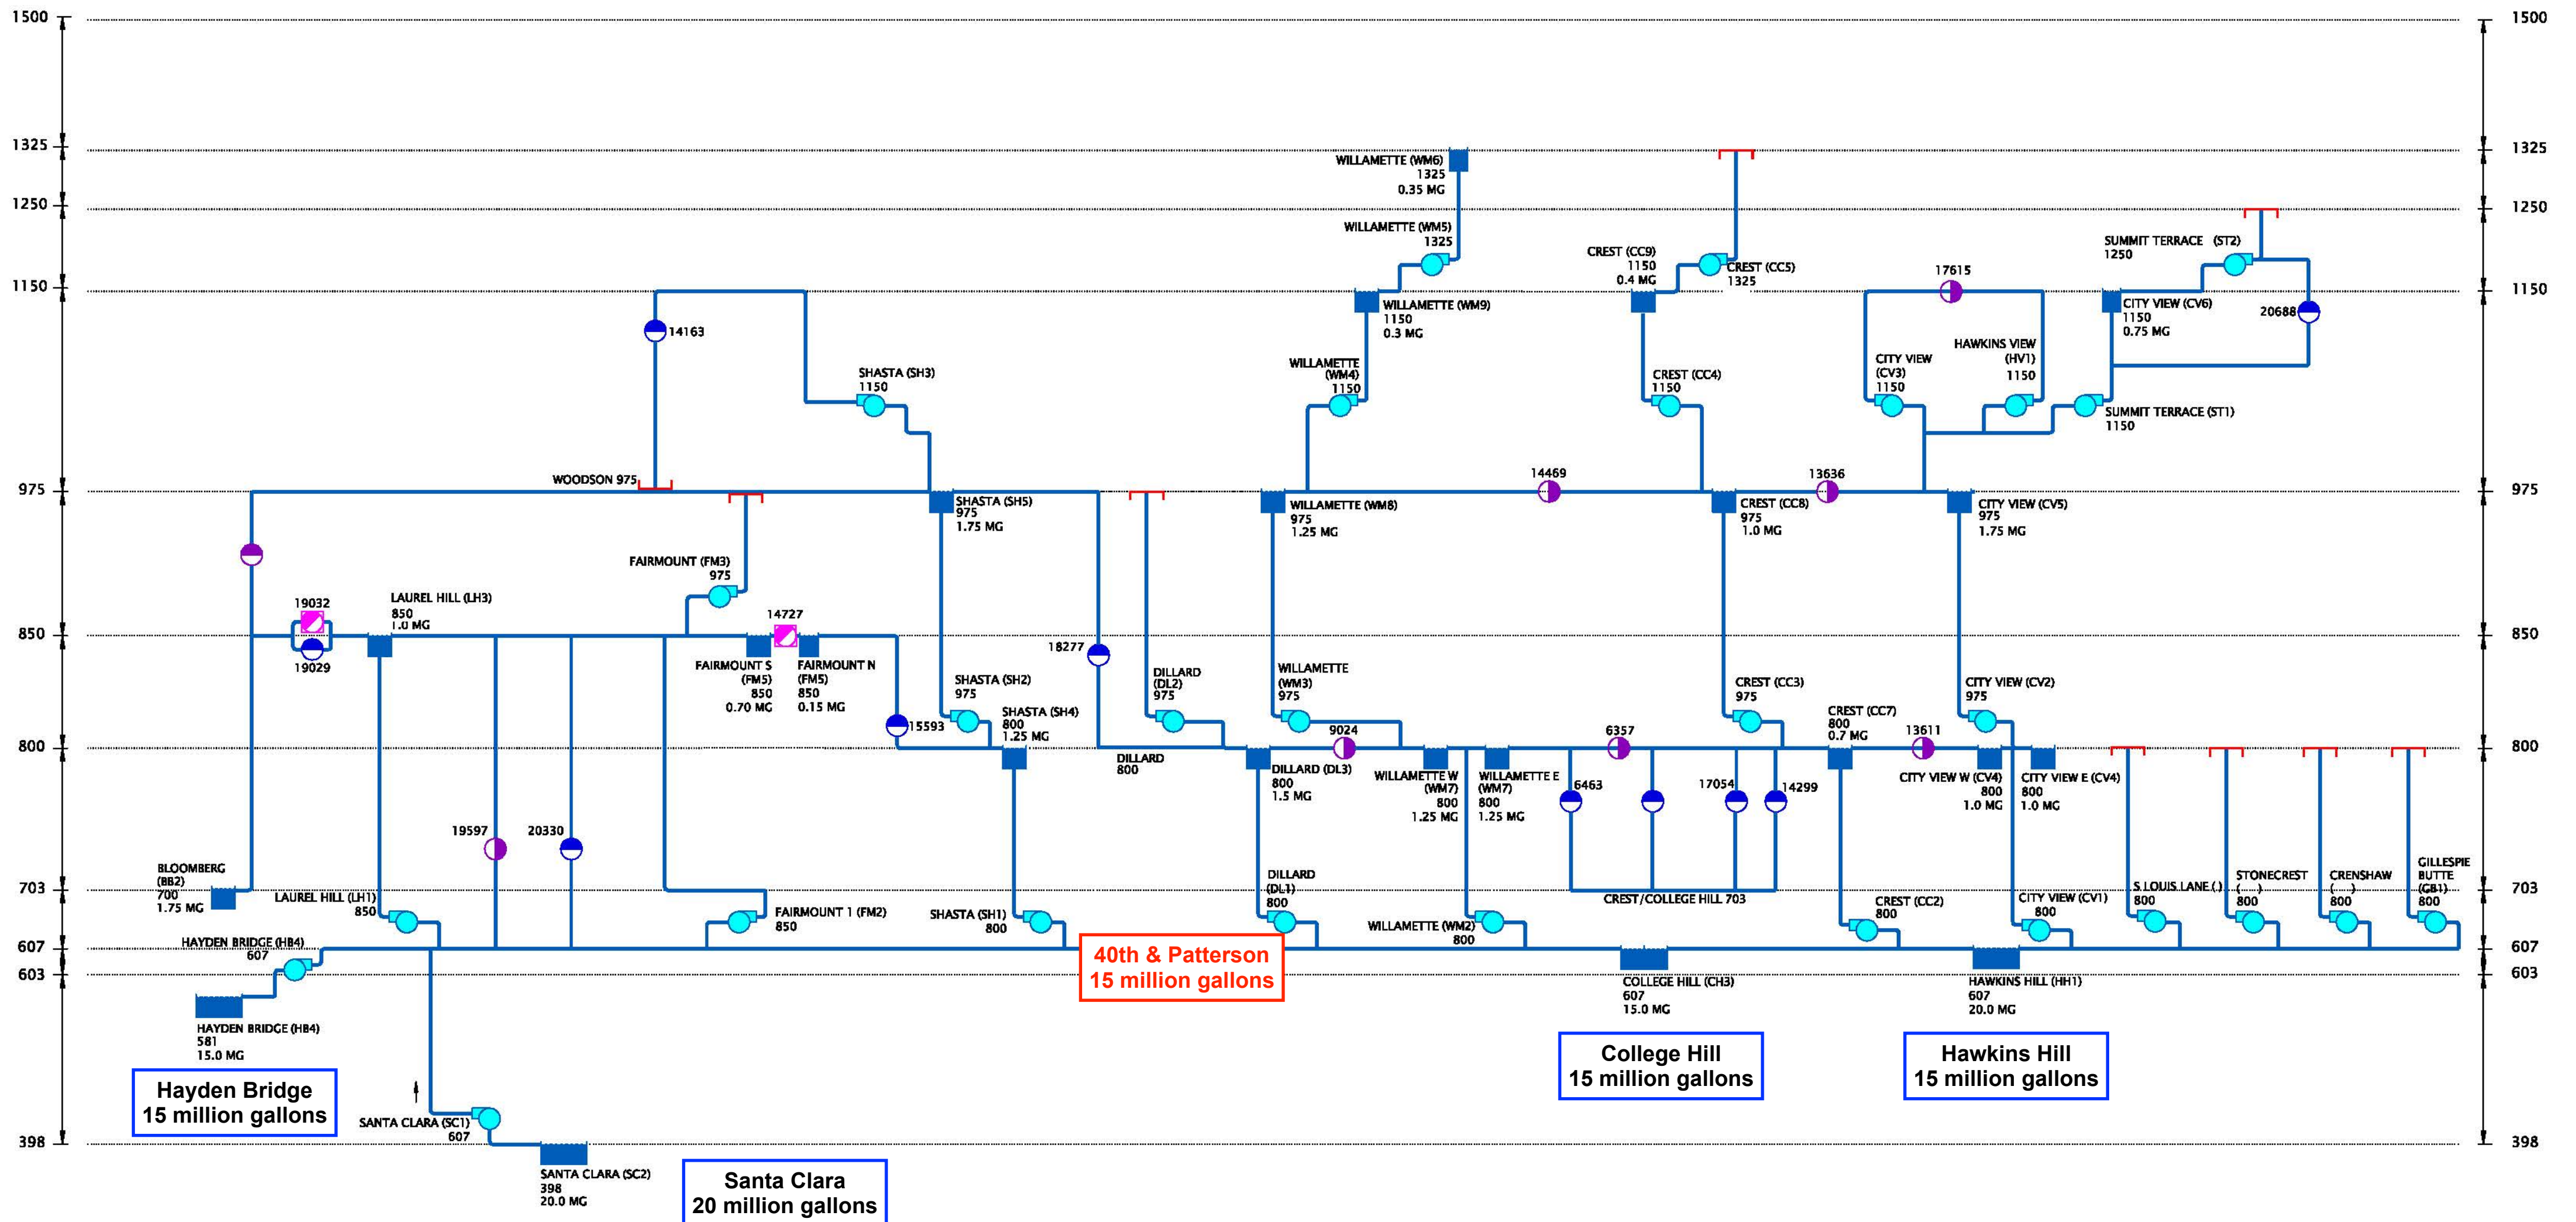 1500
1500
1325
1325
1250
1250
1150
1150
975
975
850
850
800
800
703
703
607
607
603
603
398
398
WILLAMETTE (WM6)
1325
0.35 MG
WILLAMETTE (WM5)
1325
CREST (CC9)
1150
0.4 MG
CREST (CC5)
1325
SUMMIT TERRACE (ST2)
1250
17615
14163
WILLAMETTE (WM9)
1150
0.3 MG
CITY VIEW (CV6)
1150
0.75 MG
20688
SHASTA (SH3)
1150
WILLAMETTE
(WM4)
1150
CREST (CC4)
1150
CITY VIEW
(CV3)
1150
HAWKINS VIEW
(HV1)
1150
SUMMIT TERRACE (ST1)
1150
WOODSON 975
14469
13636
SHASTA (SH5)
975
1.75 MG
WILLAMETTE (WM8)
975
1.25 MG
CREST (CC8)
975
1.0 MG
CITY VIEW (CV5)
975
1.75 MG
FAIRMOUNT (FM3)
975
19032
LAUREL HILL (LH3)
850
1.0 MG
14727
19029
18277
FAIRMOUNT S
(FM5)
850
0.70 MG
FAIRMOUNT N
(FM5)
850
0.15 MG
SHASTA (SH2)
975
DILLARD
(DL2)
975
WILLAMETTE
(WM3)
975
CREST (CC3)
975
CITY VIEW (CV2)
975
15593
SHASTA (SH4)
800
1.25 MG
9024
6357
CREST (CC7)
800
0.7 MG
13611
DILLARD
800
DILLARD (DL3)
800
1.5 MG
WILLAMETTE W
(WM7)
800
1.25 MG
WILLAMETTE E
(WM7)
800
1.25 MG
6463
17054
14299
CITY VIEW W (CV4)
800
1.0 MG
CITY VIEW E (CV4)
800
1.0 MG
19597
20330
BLOOMBERG
(BB2)
700
1.75 MG
LAUREL HILL (LH1)
850
FAIRMOUNT 1 (FM2)
850
SHASTA (SH1)
800
DILLARD
(DL1)
800
WILLAMETTE (WM2)
800
CREST/COLLEGE HILL 703
CREST (CC2)
800
CITY VIEW (CV1)
800
S LOUIS LANE ( )
800
STONECREST
(.....)
800
CRENSHAW
(.....)
800
GILLESPIE
BUTTE
(GB1)
800
HAYDEN BRIDGE (HB4)
607
40th & Patterson
15 million gallons
HAYDEN BRIDGE (HB4)
581
15.0 MG
COLLEGE HILL (CH3)
607
15.0 MG
HAWKINS HILL (HH1)
607
20.0 MG
Hayden Bridge
15 million gallons
College Hill
15 million gallons
Hawkins Hill
15 million gallons
SANTA CLARA (SC1)
607
SANTA CLARA (SC2)
398
20.0 MG
Santa Clara
20 million gallons